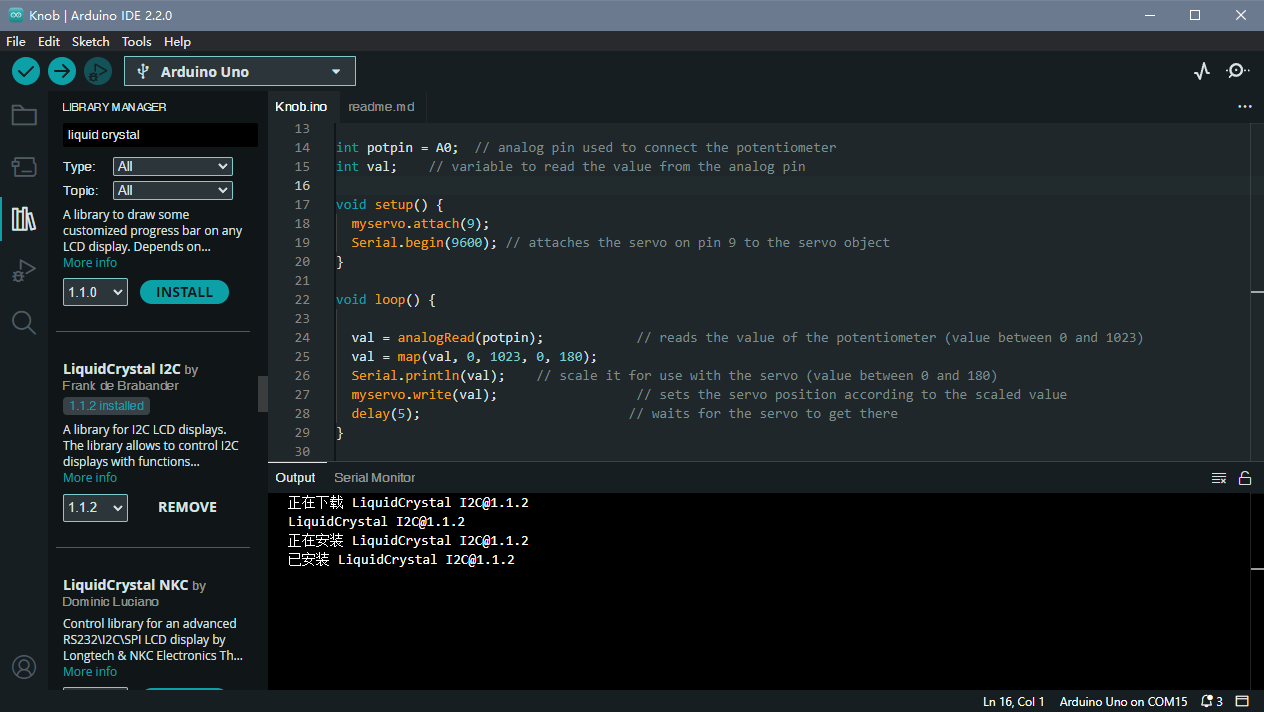 Knob | Arduino IDE 2.2.0
File Edit Sketch Tools Help
Arduino Uno
LIBRARY MANAGER
liquid crystal
Type: All
Topic: All
A library to draw some
customized progress bar on any
LCD display. Depends on...
More info
1.1.0 INSTALL
LiquidCrystal I2C by
Frank de Brabander
1.1.2 installed
A library for I2C LCD displays.
The library allows to control I2C
displays with functions...
More info
1.1.2 REMOVE
LiquidCrystal NKC by
Dominic Luciano
Control library for an advanced
RS232\I2C\SPI LCD display by
Longtech & NKC Electronics Th...
More info
Knob.ino readme.md
13
14 int potpin = A0;  // analog pin used to connect the potentiometer
15 int val;    // variable to read the value from the analog pin
16
17 void setup() {
18   myservo.attach(9);
19   Serial.begin(9600); // attaches the servo on pin 9 to the servo object
20 }
21
22 void loop() {
23
24   val = analogRead(potpin);            // reads the value of the potentiometer (value between 0 and 1023)
25   val = map(val, 0, 1023, 0, 180);
26   Serial.println(val);    // scale it for use with the servo (value between 0 and 180)
27   myservo.write(val);                  // sets the servo position according to the scaled value
28   delay(5);                           // waits for the servo to get there
29 }
30
Output Serial Monitor
正在下载 LiquidCrystal I2C@1.1.2
LiquidCrystal I2C@1.1.2
正在安装 LiquidCrystal I2C@1.1.2
已安装 LiquidCrystal I2C@1.1.2
Ln 16, Col 1 Arduino Uno on COM15 3